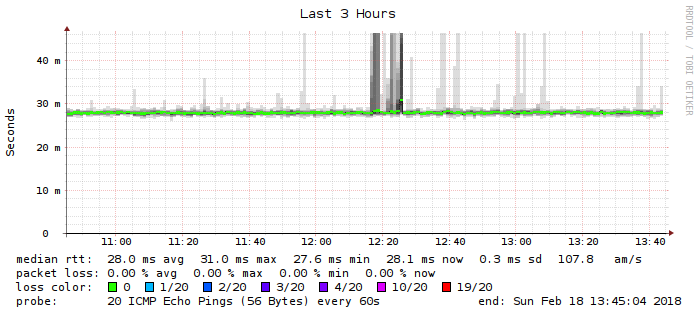 Last 3 Hours
RRDTOOL / TOBI OETIKER
Seconds
40 m
30 m
20 m
10 m
0
11:00 11:20 11:40 12:00 12:20 12:40 13:00 13:20 13:40
median rtt: 28.0 ms avg 31.0 ms max 27.6 ms min 28.1 ms now 0.3 ms sd 107.8 am/s
packet loss: 0.00 % avg 0.00 % max 0.00 % min 0.00 % now
loss color: 0 1/20 2/20 3/20 4/20 10/20 19/20
probe: 20 ICMP Echo Pings (56 Bytes) every 60s end: Sun Feb 18 13:45:04 2018